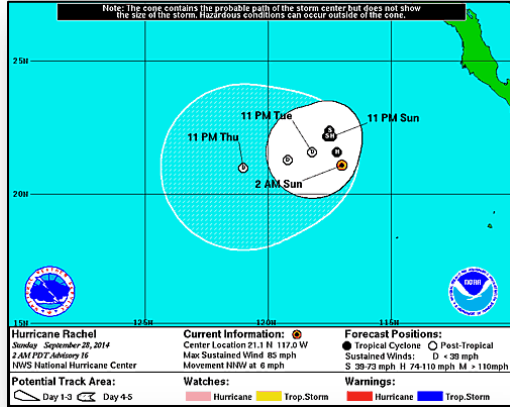 Note: The cone contains the probable path of the storm center but does not show
the size of the storm. Hazardous conditions can occur outside of the cone.
25N
11 PM Tue
11 PM Sun
S
SH
11 PM Thu
D
H
D
D
2 AM Sun
20N
15N
125W
120W
115W
NOAA
Hurricane Rachel
Sunday September 28, 2014
2 AM PDT Advisory 16
NWS National Hurricane Center
Current Information:
Center Location 21.1 N 117.0 W
Max Sustained Wind 85 mph
Movement NNW at 6 mph
Forecast Positions:
Tropical Cyclone Post-Tropical
Sustained Winds: D < 39 mph
S 39-73 mph H 74-110 mph M > 110mph
Potential Track Area:
Day 1-3 Day 4-5
Watches:
Hurricane Trop.Storm
Warnings:
Hurricane Trop.Storm